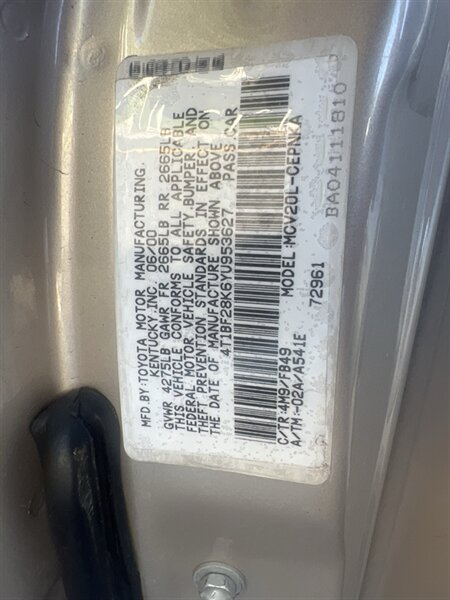 MFD.BY:TOYOTA MOTOR MANUFACTURING.
KENTUCKY.INC. 06/00
GVWR 4275LB GAWR FR 2665LB RR 2665LB
THIS VEHICLE CONFORMS TO ALL APPLICABLE
FEDERAL MOTOR VEHICLE SAFETY,BUMPER,AND
THEFT PREVENTION STANDARDS IN EFFECT ON
THE DATE OF MANUFACTURE SHOWN ABOVE.
4T1BF28K6YU953627 PASS.CAR
MODEL:MCV20L-CEPNKA
C/TR:4M9/FB49
A/TM:-02A/A541E 72961
BA04111810